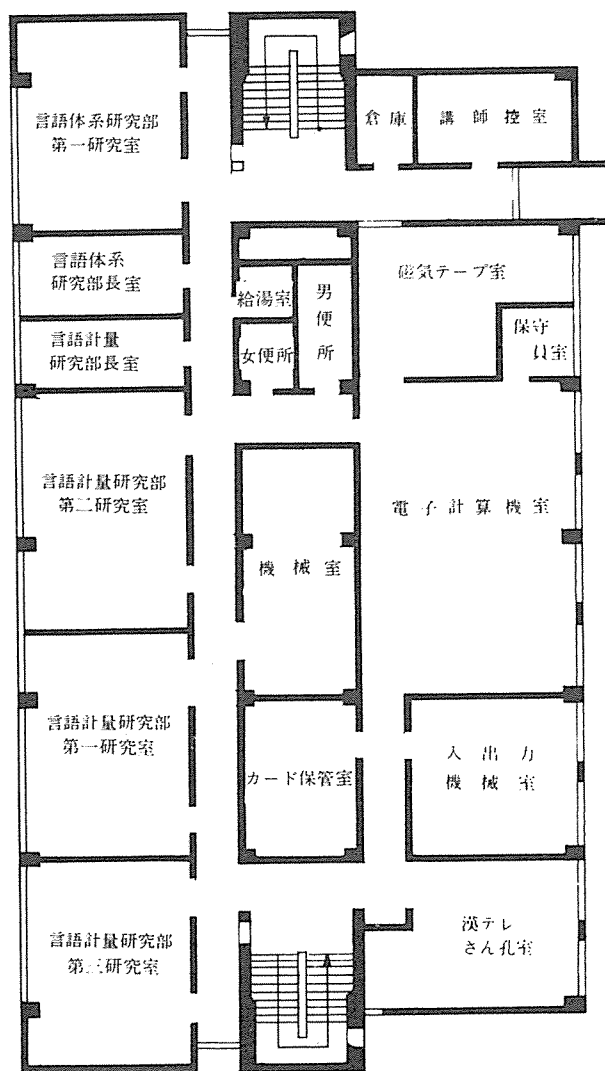 言語体系研究部
第一研究室
倉庫
講師控室
言語体系
研究部長室
給湯室
男便所
磁気テープ室
保守
員室
言語計量
研究部長室
女便所
言語計量研究部
第二研究室
電子計算機室
機械室
言語計量研究部
第一研究室
カード保管室
入出力
機械室
言語計量研究部
第三研究室
漢テレ
さん孔室